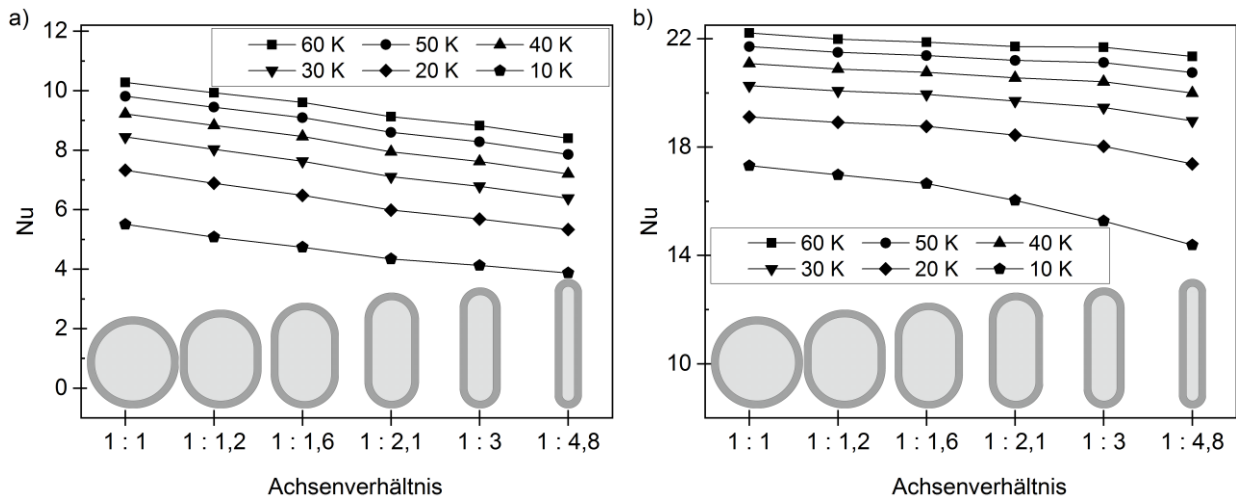 a)
12
10
8
6
4
2
0
Nu
60 K 50 K 40 K
30 K 20 K 10 K
1 : 1 1 : 1,2 1 : 1,6 1 : 2,1 1 : 3 1 : 4,8
Achsenverhältnis
b)
22
18
14
10
Nu
60 K 50 K 40 K
30 K 20 K 10 K
1 : 1 1 : 1,2 1 : 1,6 1 : 2,1 1 : 3 1 : 4,8
Achsenverhältnis